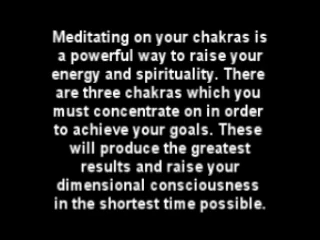 Meditating on your chakras is
a powerful way to raise your
energy and spirituality. There
are three chakras which you
must concentrate on in order
to achieve your goals. These
will produce the greatest
results and raise your
dimensional consciousness
in the shortest time possible.